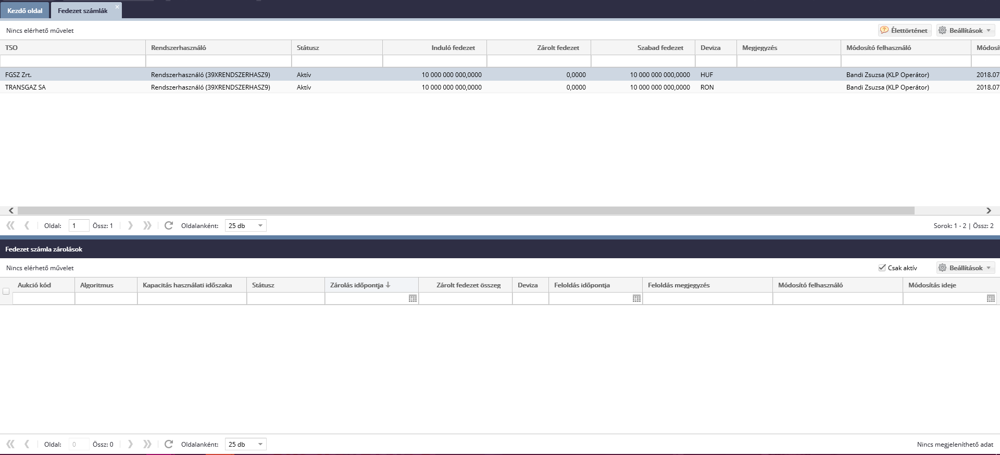 Kezdő oldal Fedezet számlák
Nincs elérhető művelet Élettörténet Beállítások
TSO Rendszerhasználó Státusz Induló fedezet Zárolt fedezet Szabad fedezet Deviza Megjegyzés Módosító felhasználó Módosít
FGSZ Zrt. Rendszerhasználó (39XRENDSZERHASZ9) Aktív 10 000 000 000,0000 0,0000 10 000 000 000,0000 HUF Bandi Zsuzsa (KLP Operátor) 2018.07
TRANSGAZ SA Rendszerhasználó (39XRENDSZERHASZ9) Aktív 10 000 000 000,0000 0,0000 10 000 000 000,0000 RON Bandi Zsuzsa (KLP Operátor) 2018.07
Oldal: 1 Össz: 1 Oldalanként: 25 db Sorok: 1 - 2 | Össz: 2
Fedezet számla zárolások
Nincs elérhető művelet Csak aktív Beállítások
Aukció kód Algoritmus Kapacitás használati időszaka Státusz Zárolás időpontja Zárolt fedezet összeg Deviza Feloldás időpontja Feloldás megjegyzés Módosító felhasználó Módosítás ideje
Oldal: 0 Össz: 0 Oldalanként: 25 db Nincs megjeleníthető adat